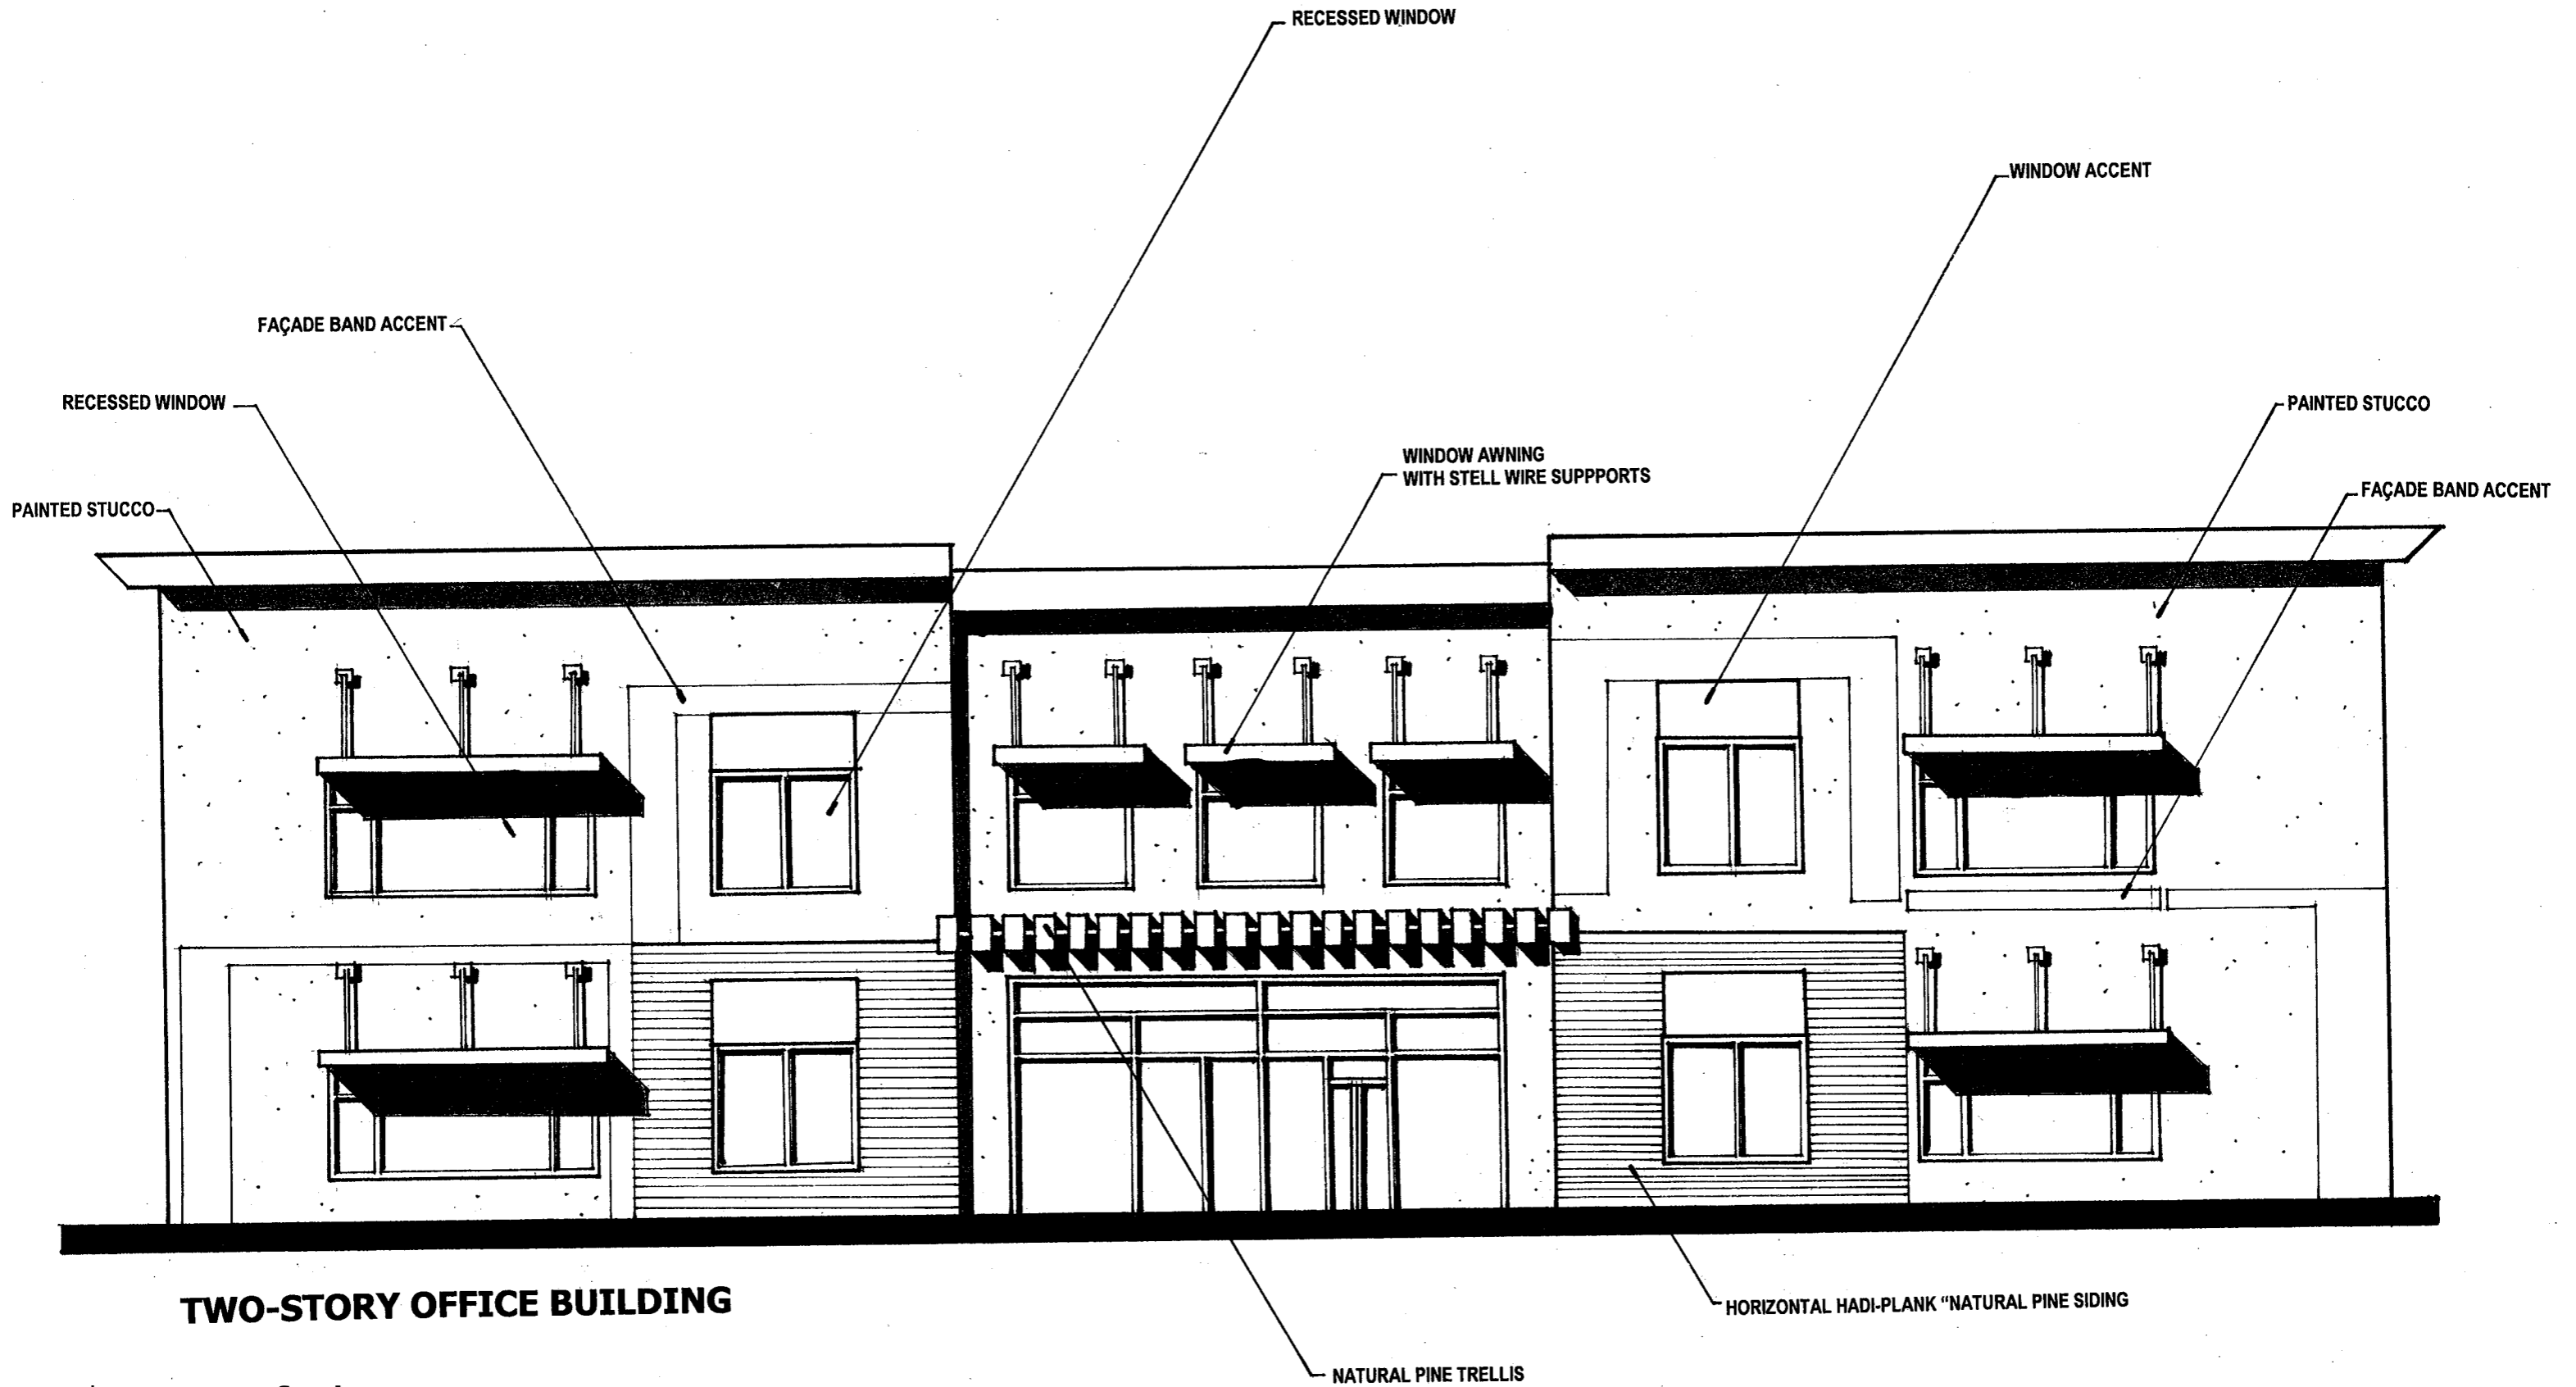 RECESSED WINDOW
WINDOW ACCENT
FAÇADE BAND ACCENT
RECESSED WINDOW
PAINTED STUCCO
WINDOW AWNING
WITH STELL WIRE SUPPPORTS
FAÇADE BAND ACCENT
PAINTED STUCCO
TWO-STORY OFFICE BUILDING
HORIZONTAL HADI-PLANK “NATURAL PINE SIDING
NATURAL PINE TRELLIS